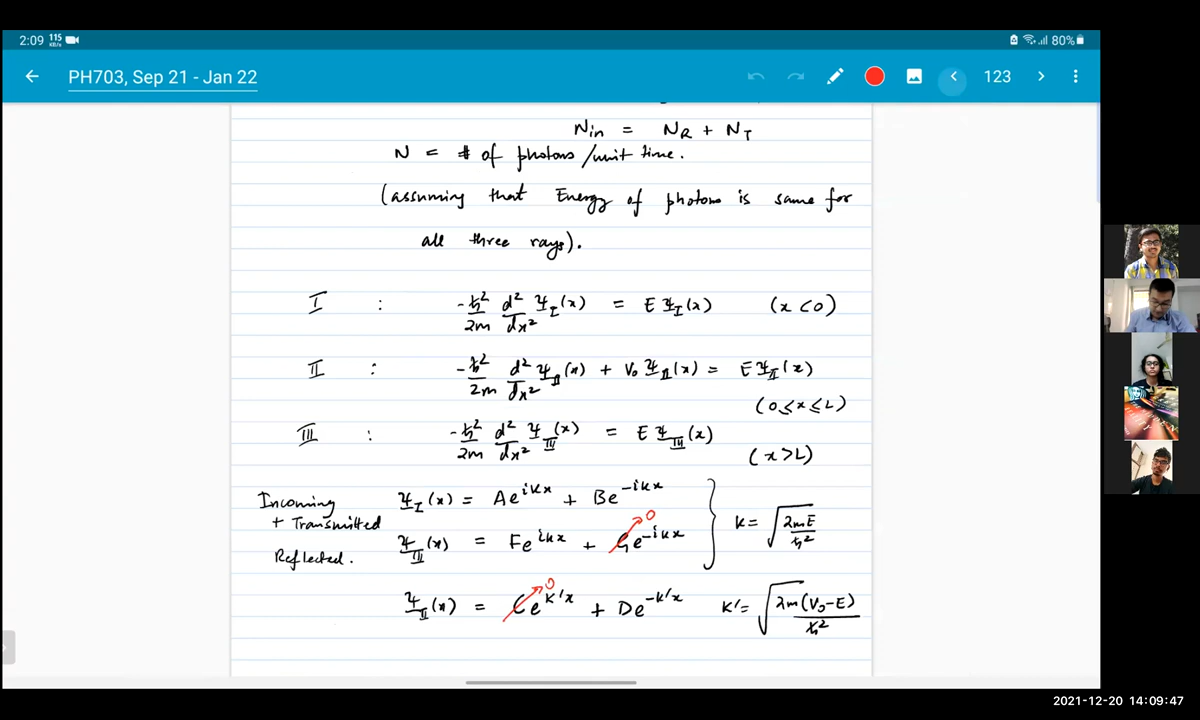 2:09 115 KB/s 80%
PH703, Sep 21 - Jan 22 123
N_in = N_R + N_T
N = # of photons /unit time.
(assuming that Energy of photons is same for
all three rays).
I : -ħ²/2m d²/dx² Ψ_I(x) = E Ψ_I(x) (x<0)
II : -ħ²/2m d²/dx² Ψ_II(x) + V₀ Ψ_II(x) = E Ψ_II(x)
(0≤x≤L)
III : -ħ²/2m d²/dx² Ψ_III(x) = E Ψ_III(x)
(x>L)
Incoming Ψ_I(x) = Ae^{ikx} + Be^{-ikx}
+ Transmitted Ψ_III(x) = Fe^{ikx} + Ge^{-ikx} 0 k = √(2mE/ħ²)
Reflected.
Ψ_II(x) = Ce^{k'x} 0 + De^{-k'x} k' = √(2m(V₀-E)/ħ²)
2021-12-20 14:09:47